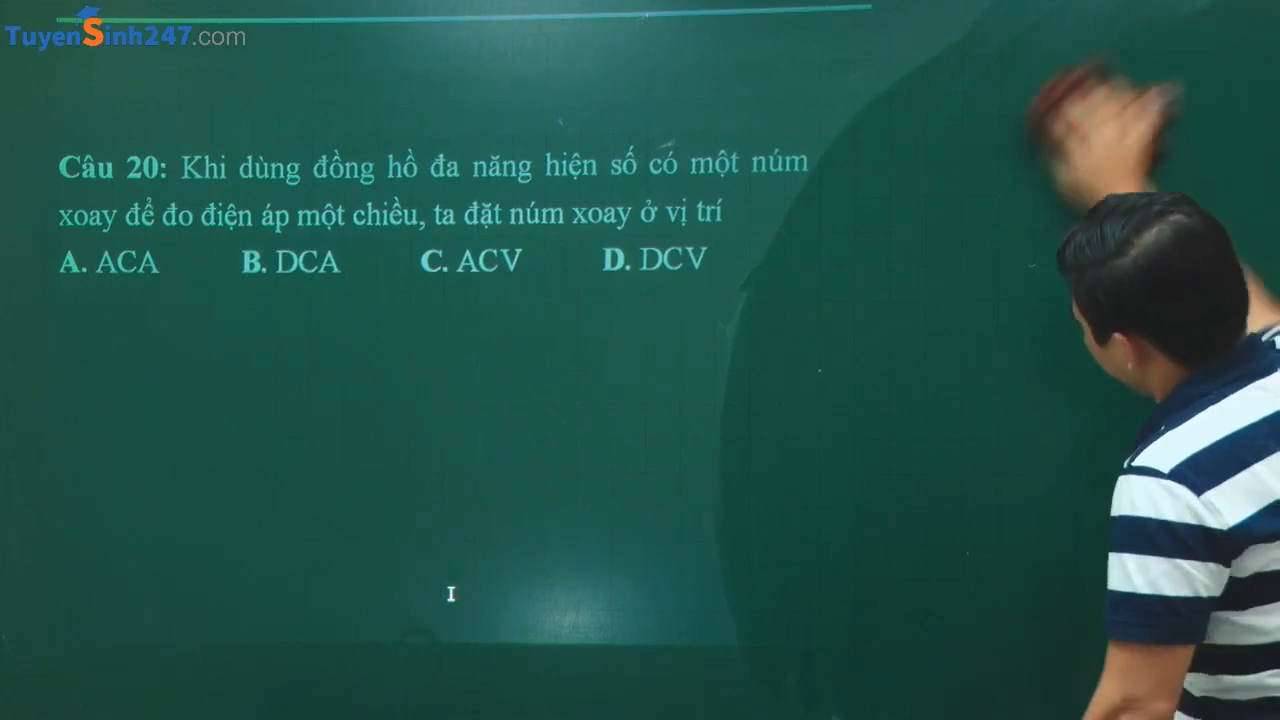 TuyenSinh247.com
Câu 20: Khi dùng đồng hồ đa năng hiện số có một núm
xoay để đo điện áp một chiều, ta đặt núm xoay ở vị trí
A. ACA B. DCA C. ACV D. DCV